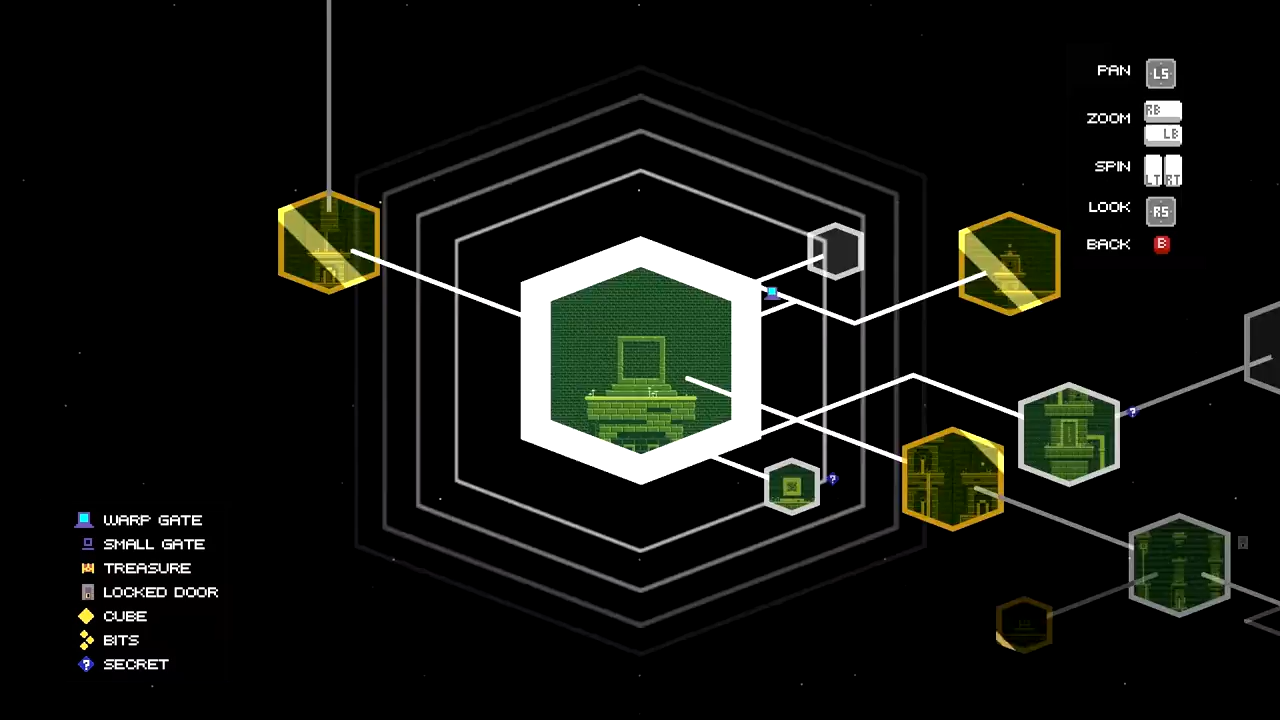 PAN LS
ZOOM RB
LB
SPIN LT RT
LOOK RS
BACK B
?
?
WARP GATE
SMALL GATE
TREASURE
LOCKED DOOR
CUBE
BITS
? SECRET